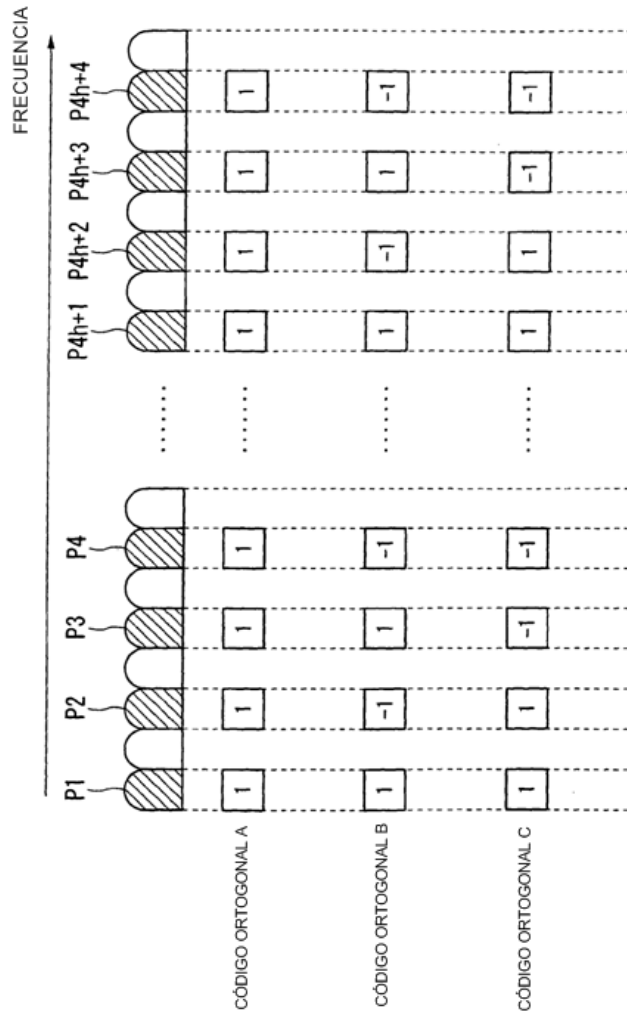 FRECUENCIA
P1 P2 P3 P4 ...... P4h+1 P4h+2 P4h+3 P4h+4
CÓDIGO ORTOGONAL A 1 1 1 1 ...... 1 1 1 1
CÓDIGO ORTOGONAL B 1 -1 1 -1 ...... 1 -1 1 -1
CÓDIGO ORTOGONAL C 1 1 -1 -1 ...... 1 1 -1 -1